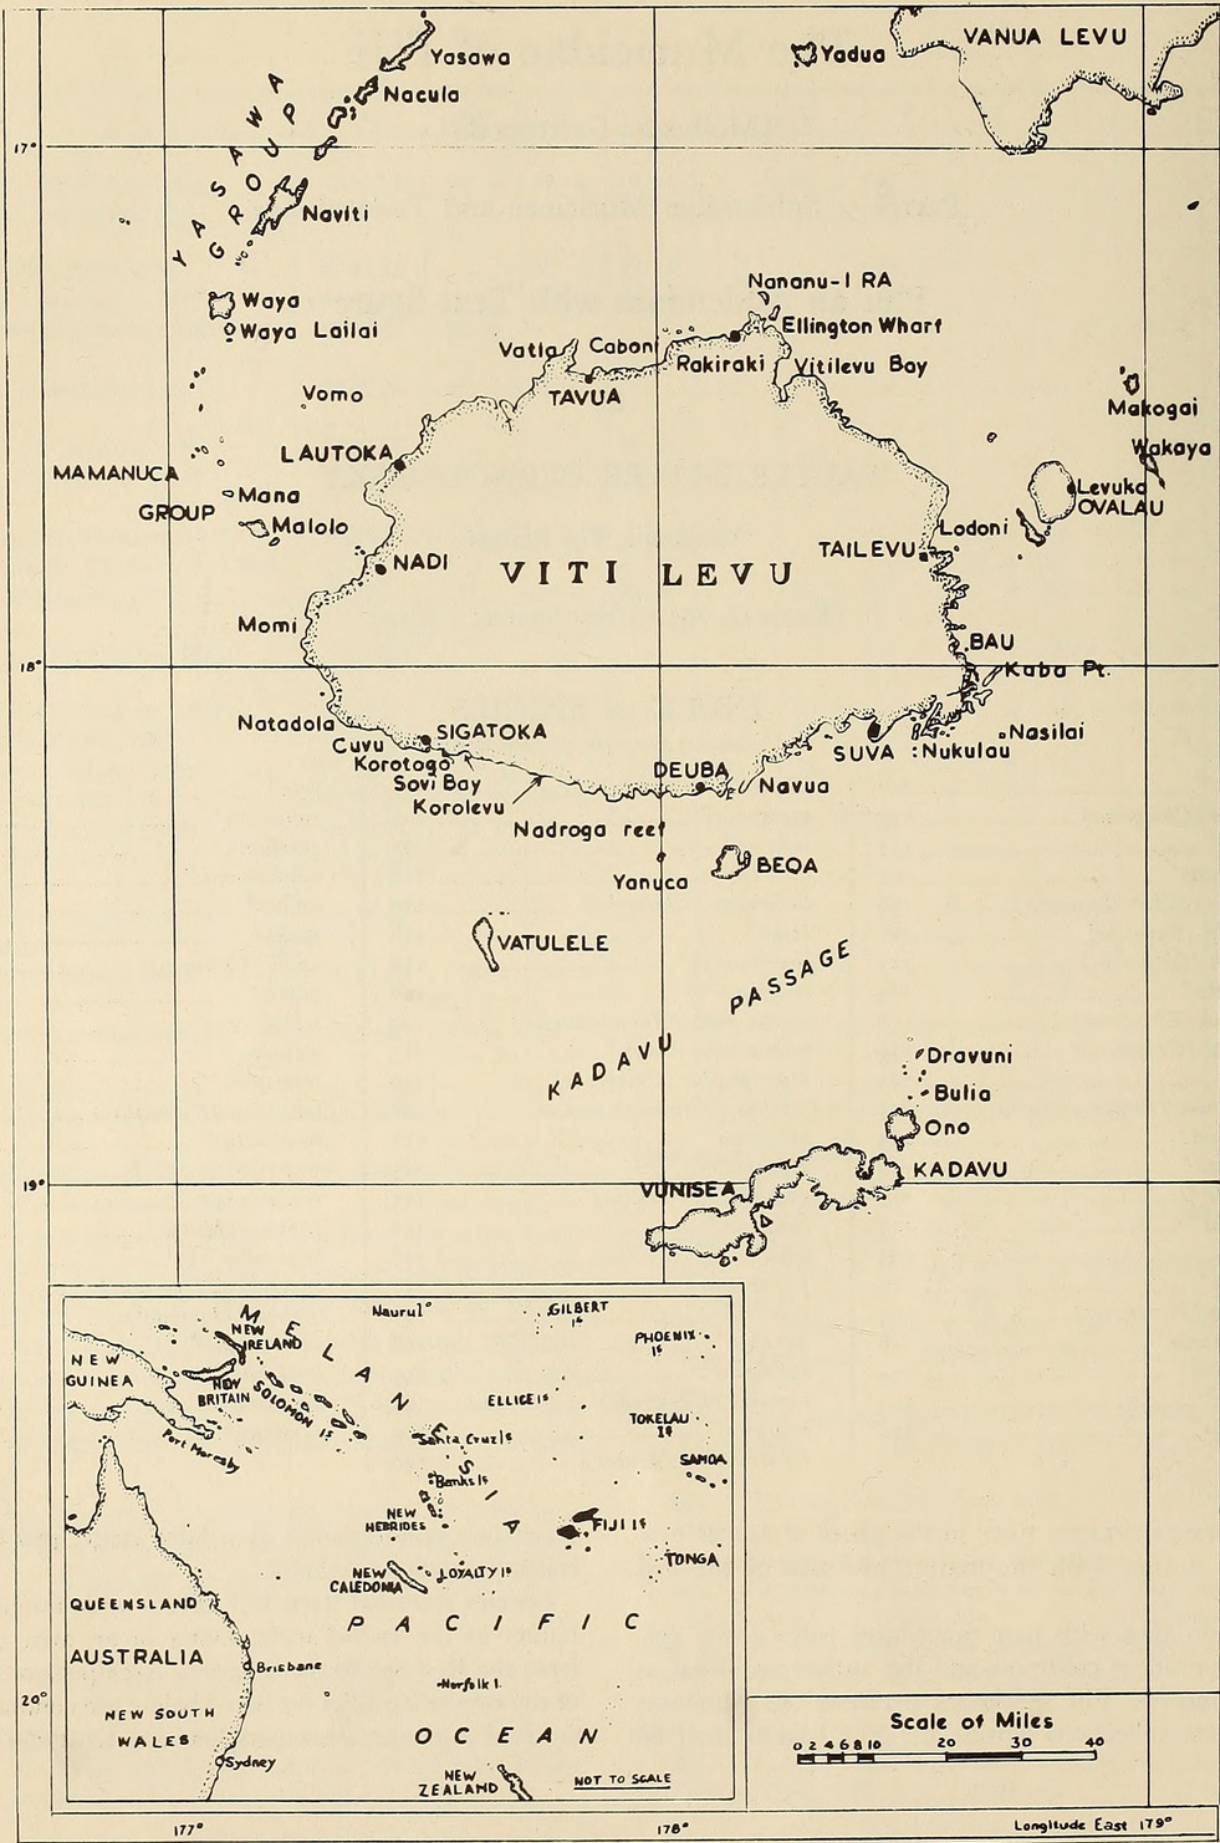 VANUA LEVU
Yadua
Yasawa
Nacula
YASAWA
GROUP
17°
Naviti
Nananu-I RA
Waya
Ellington Wharf
Waya Lailai
Vatia
Caboni
Rakiraki
Vitilevu Bay
Vomo
TAVUA
Makogai
LAUTOKA
Wakaya
MAMANUCA
GROUP
Mana
Levuka
OVALAU
Malolo
Lodoni
TAILEVU
NADI
VITI LEVU
Momi
BAU
18°
Kaba Pt.
Natadola
SIGATOKA
Nasilai
Cuvu
SUVA
Nukulau
Korotogo
DEUBA
Sovi Bay
Navua
Korolevu
Nadroga reef
BEQA
Yanuca
VATULELE
KADAVU PASSAGE
Dravuni
Bulia
Ono
KADAVU
19°
VUNISEA
MELANESIA
Naurul°
GILBERT
Is
NEW
IRELAND
PHOENIX
Is
NEW
GUINEA
NEW
BRITAIN
SOLOMON Is
ELLICE Is
TOKELAU
Is
Port Moresby
Santa Cruz Is
SAMOA
Banks Is
NEW
HEBRIDES
FIJI Is
TONGA
NEW
CALEDONIA
LOYALTY Is
QUEENSLAND
PACIFIC
AUSTRALIA
Brisbane
Norfolk I.
20°
NEW SOUTH
WALES
OCEAN
Sydney
NEW
ZEALAND
NOT TO SCALE
Scale of Miles
0 2 4 6 8 10 20 30 40
177° 178° Longitude East 179°